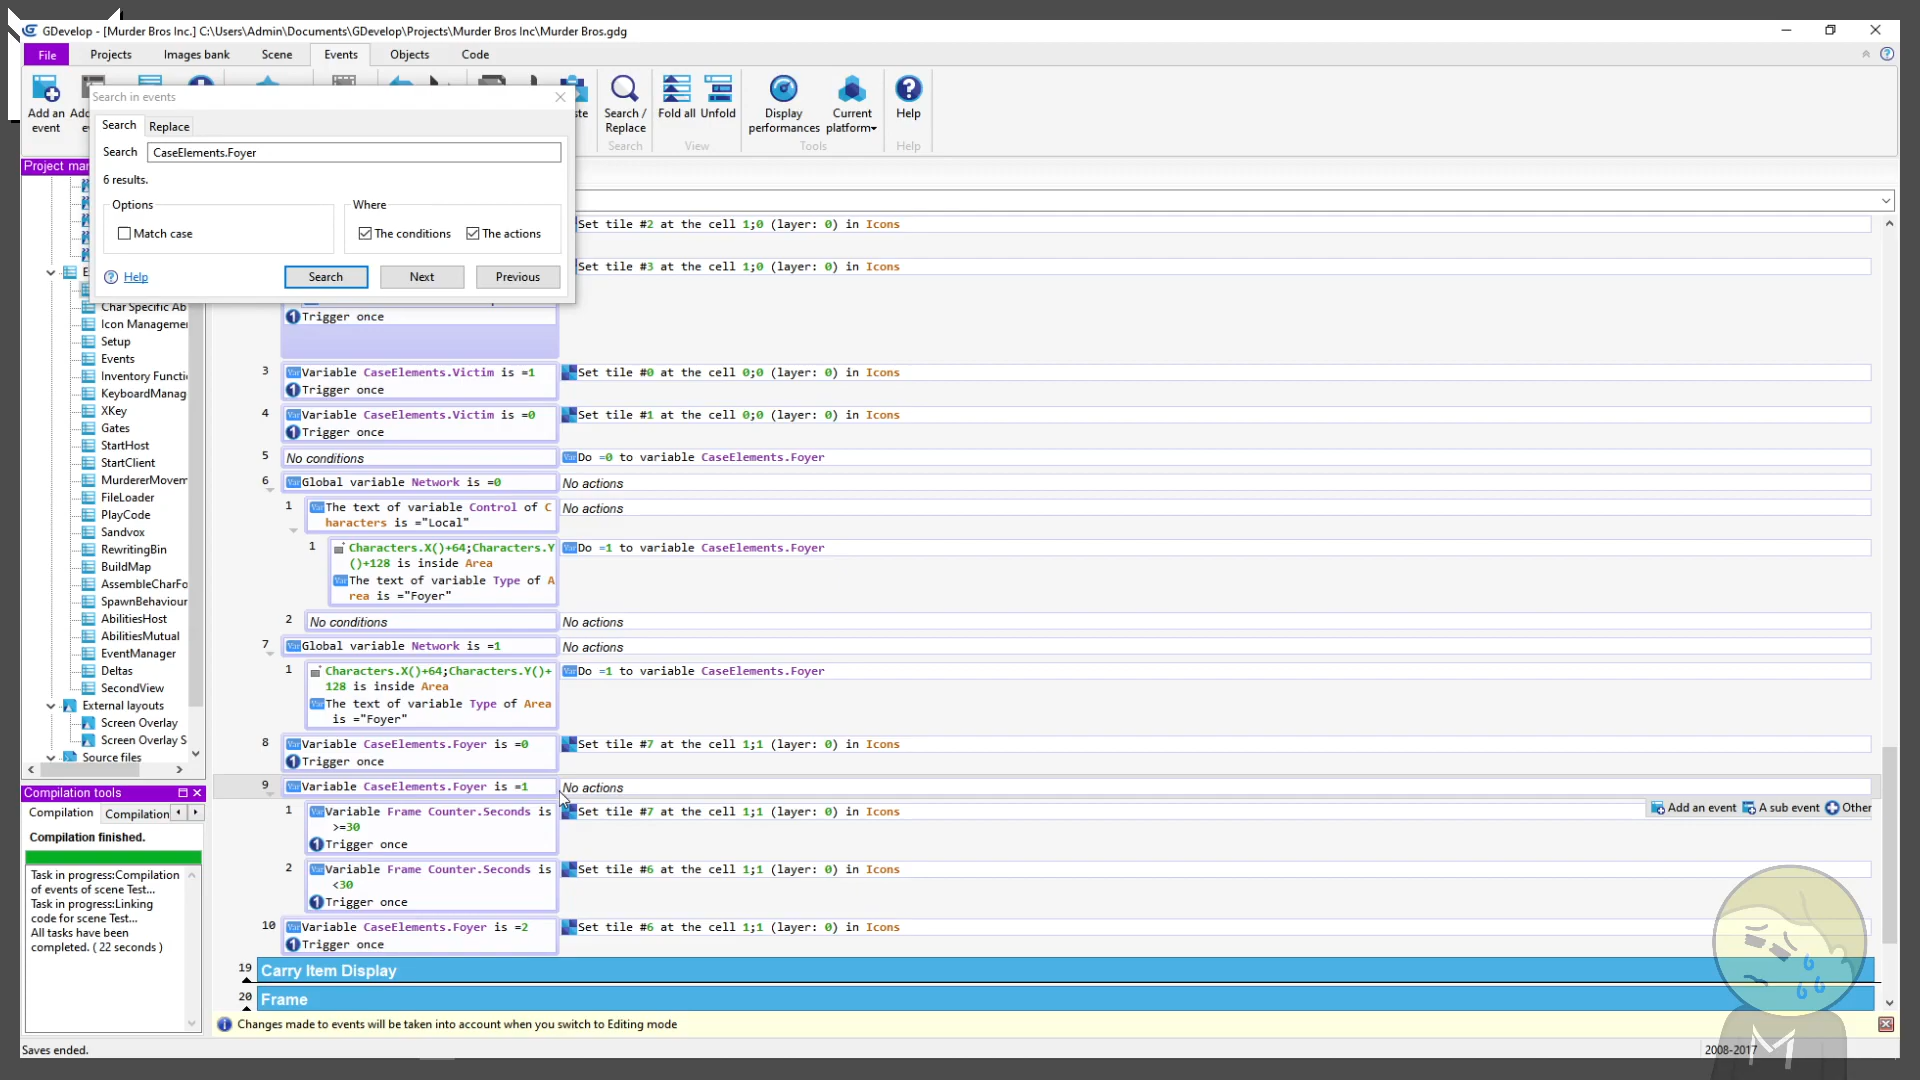 GDevelop - [Murder Bros Inc.] C:\Users\Admin\Documents\GDevelop\Projects\Murder Bros Inc\Murder Bros.gdg
File Projects Images bank Scene Events Objects Code
Add an event
Search / Replace
Fold all Unfold
Display performances
Current platform
Help
Search View Tools Help
Search in events
Search Replace
Search CaseElements.Foyer
6 results.
Options
Match case
Where
The conditions The actions
Help Search Next Previous
Project man
Char Specific Ab
Icon Managemer
Setup
Events
Inventory Functi
KeyboardManag
XKey
Gates
StartHost
StartClient
MurdererMovem
FileLoader
PlayCode
Sandvox
RewritingBin
BuildMap
AssembleCharFo
SpawnBehaviour
AbilitiesHost
AbilitiesMutual
EventManager
Deltas
SecondView
External layouts
Screen Overlay
Screen Overlay S
Source files
Compilation tools
Compilation Compilation
Compilation finished.
Task in progress:Compilation
of events of scene Test...
Task in progress:Linking
code for scene Test...
All tasks have been
completed. ( 22 seconds )
Set tile #2 at the cell 1;0 (layer: 0) in Icons
Set tile #3 at the cell 1;0 (layer: 0) in Icons
Trigger once
3 Variable CaseElements.Victim is =1 Set tile #0 at the cell 0;0 (layer: 0) in Icons
Trigger once
4 Variable CaseElements.Victim is =0 Set tile #1 at the cell 0;0 (layer: 0) in Icons
Trigger once
5 No conditions Do =0 to variable CaseElements.Foyer
6 Global variable Network is =0 No actions
1 The text of variable Control of C No actions
haracters is ="Local"
1 Characters.X()+64;Characters.Y Do =1 to variable CaseElements.Foyer
()+128 is inside Area
The text of variable Type of A
rea is ="Foyer"
2 No conditions No actions
7 Global variable Network is =1 No actions
1 Characters.X()+64;Characters.Y()+ Do =1 to variable CaseElements.Foyer
128 is inside Area
The text of variable Type of Area
is ="Foyer"
8 Variable CaseElements.Foyer is =0 Set tile #7 at the cell 1;1 (layer: 0) in Icons
Trigger once
9 Variable CaseElements.Foyer is =1 No actions
Add an event A sub event Other
1 Variable Frame Counter.Seconds is Set tile #7 at the cell 1;1 (layer: 0) in Icons
>=30
Trigger once
2 Variable Frame Counter.Seconds is Set tile #6 at the cell 1;1 (layer: 0) in Icons
<30
Trigger once
10 Variable CaseElements.Foyer is =2 Set tile #6 at the cell 1;1 (layer: 0) in Icons
Trigger once
19 Carry Item Display
20 Frame
Changes made to events will be taken into account when you switch to Editing mode
Saves ended. 2008-2017